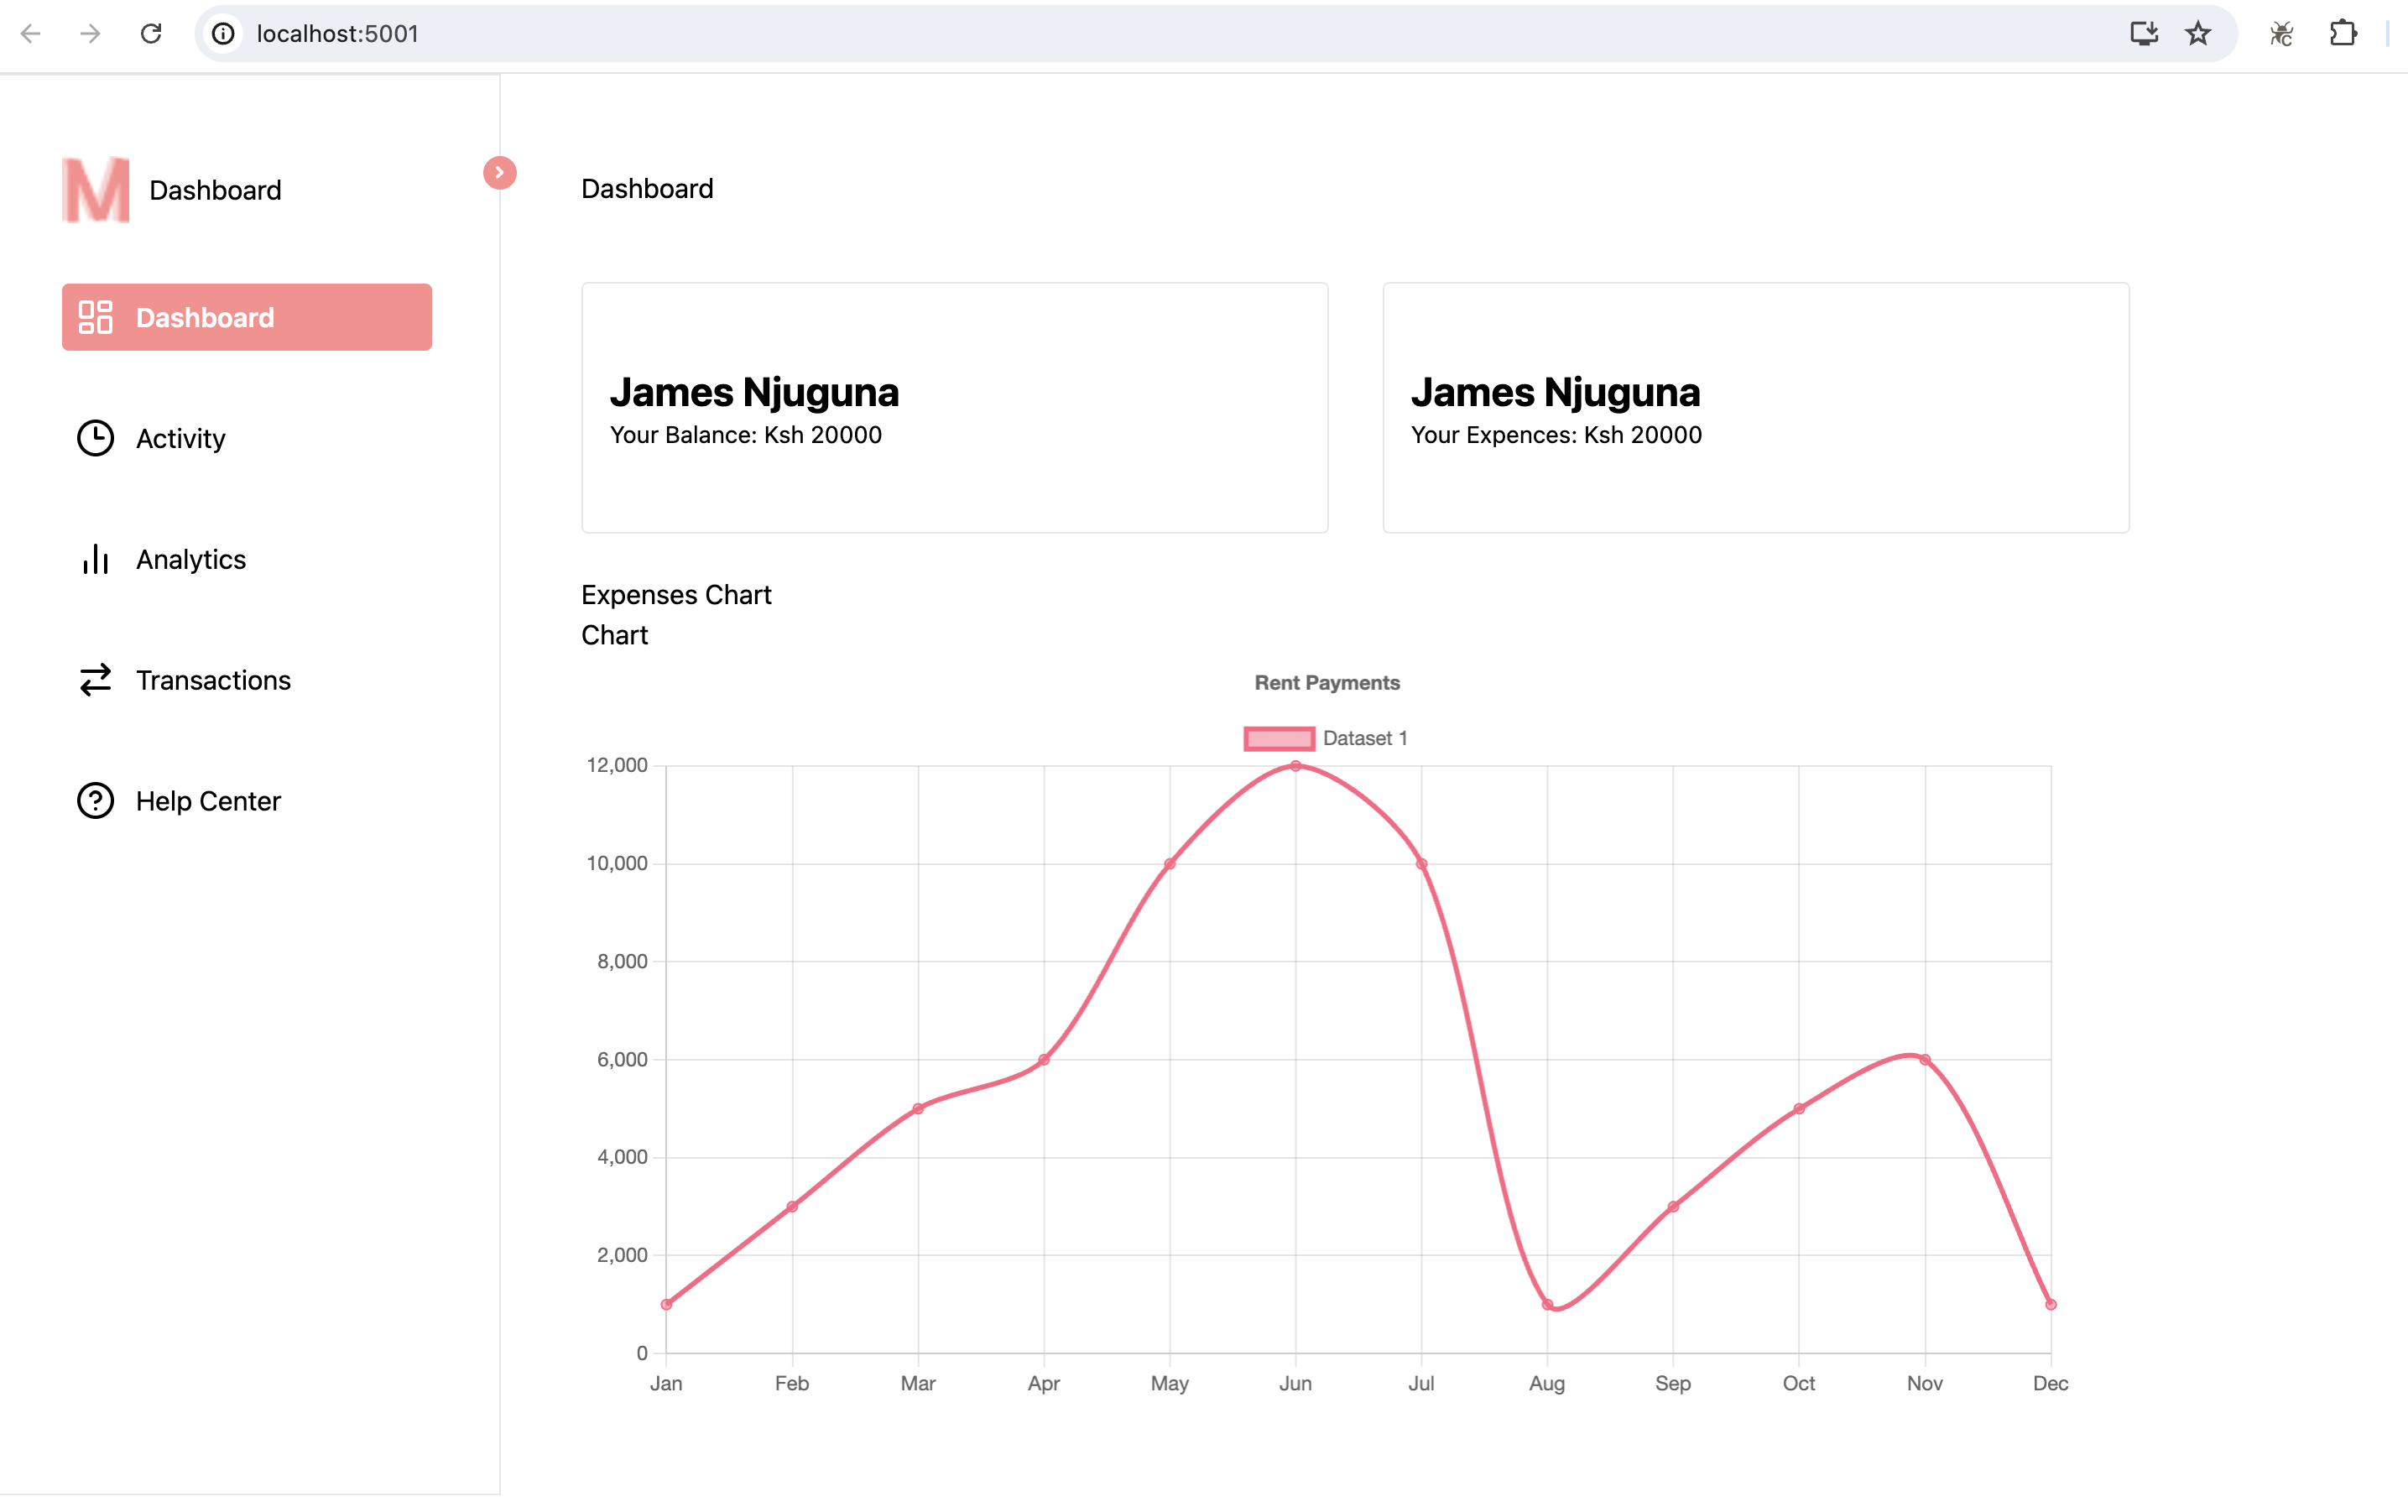 localhost:5001
M Dashboard
Dashboard
Activity
Analytics
Transactions
Help Center
Dashboard
James Njuguna
Your Balance: Ksh 20000
James Njuguna
Your Expences: Ksh 20000
Expenses Chart
Chart
Rent Payments
Dataset 1
12,000
10,000
8,000
6,000
4,000
2,000
0
Jan Feb Mar Apr May Jun Jul Aug Sep Oct Nov Dec